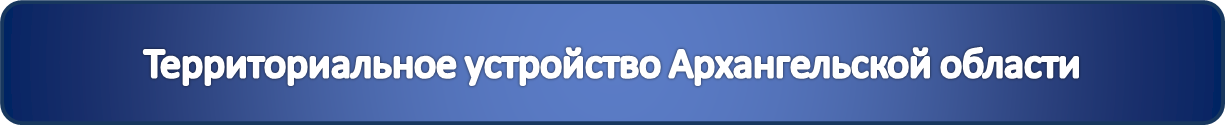 Территориальное устройство Архангельской области